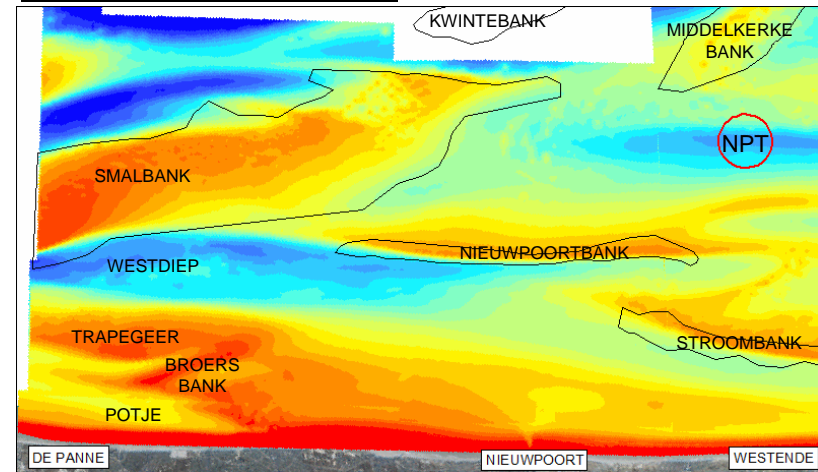 KWINTEBANK
MIDDELKERKE
BANK
NPT
SMALBANK
NIEUWPOORTBANK
WESTDIEP
TRAPEGEER
STROOMBANK
BROERS
BANK
POTJE
DE PANNE
NIEUWPOORT
WESTENDE